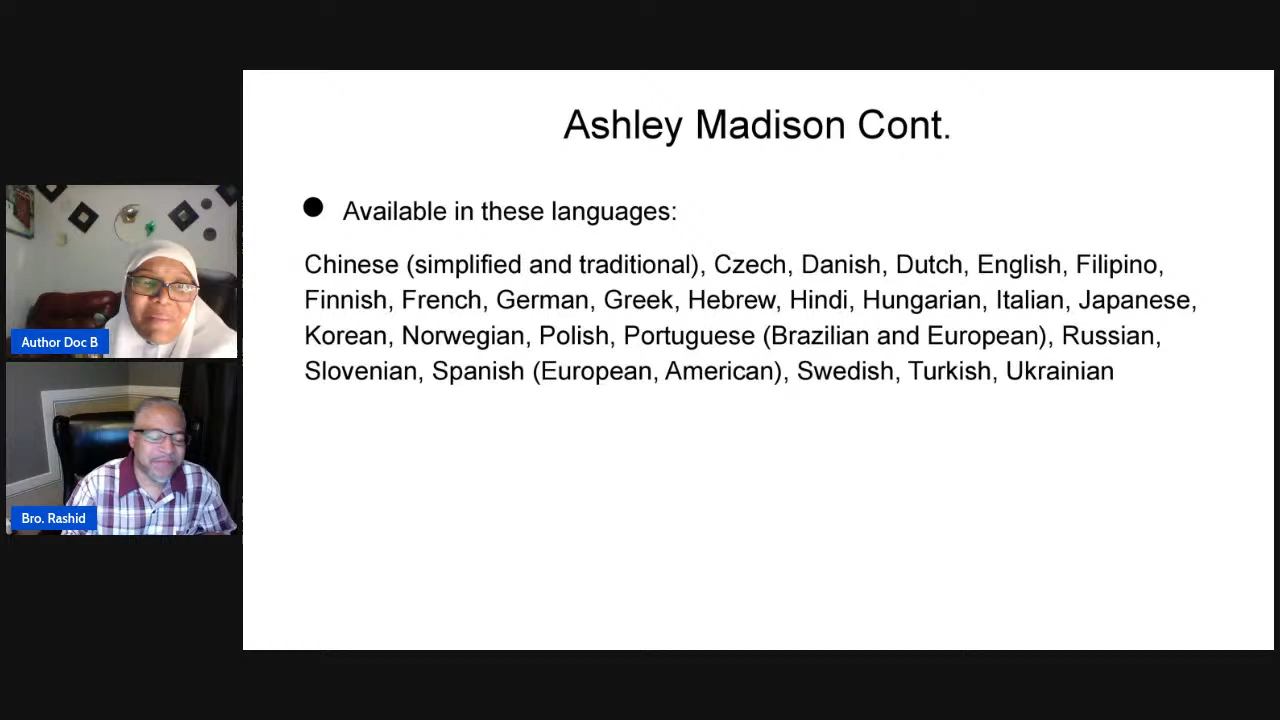 Ashley Madison Cont.
● Available in these languages:
Chinese (simplified and traditional), Czech, Danish, Dutch, English, Filipino,
Finnish, French, German, Greek, Hebrew, Hindi, Hungarian, Italian, Japanese,
Korean, Norwegian, Polish, Portuguese (Brazilian and European), Russian,
Slovenian, Spanish (European, American), Swedish, Turkish, Ukrainian
Author Doc B
Bro. Rashid